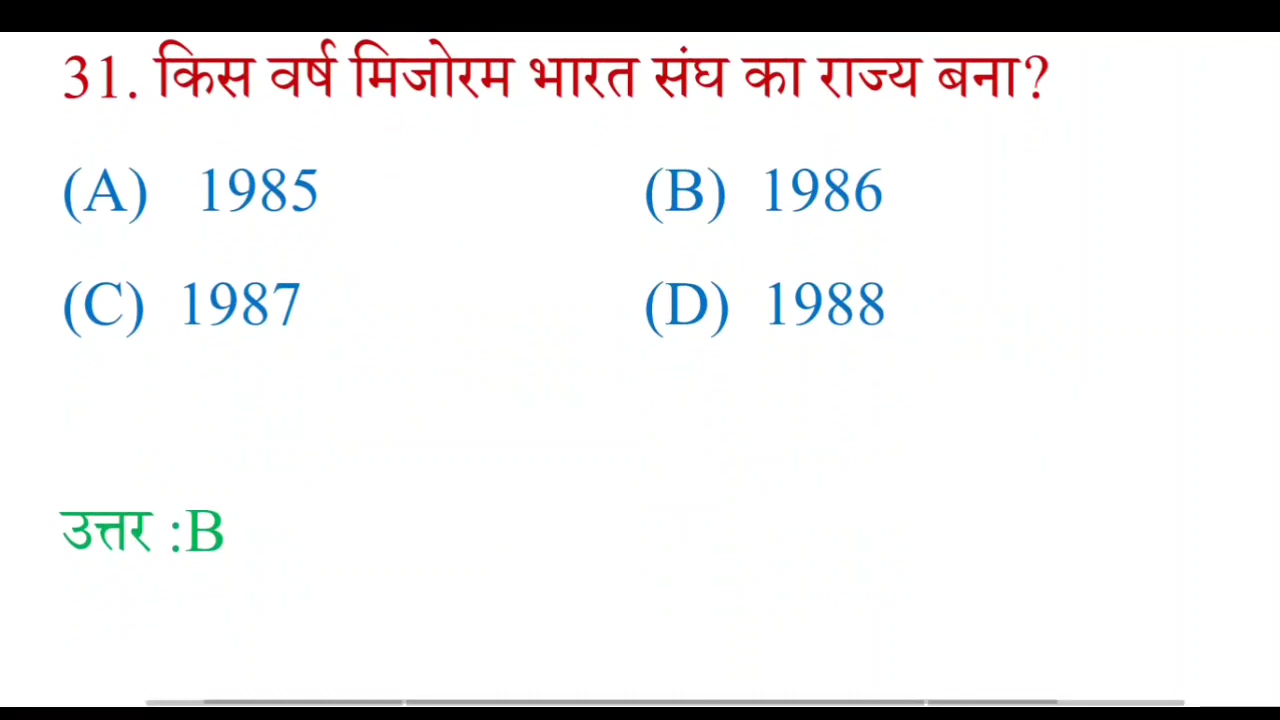 31. किस वर्ष मिजोरम भारत संघ का राज्य बना?
(A) 1985 (B) 1986
(C) 1987 (D) 1988
उत्तर :B